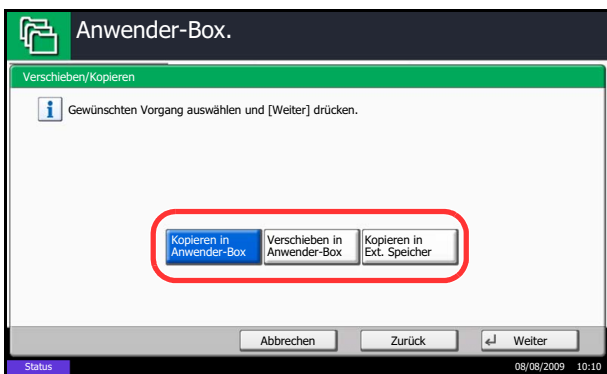 Anwender-Box.
Verschieben/Kopieren
Gewünschten Vorgang auswählen und [Weiter] drücken.
Kopieren in
Anwender-Box
Verschieben in
Anwender-Box
Kopieren in
Ext. Speicher
Abbrechen
Zurück
Weiter
Status
08/08/2009 10:10